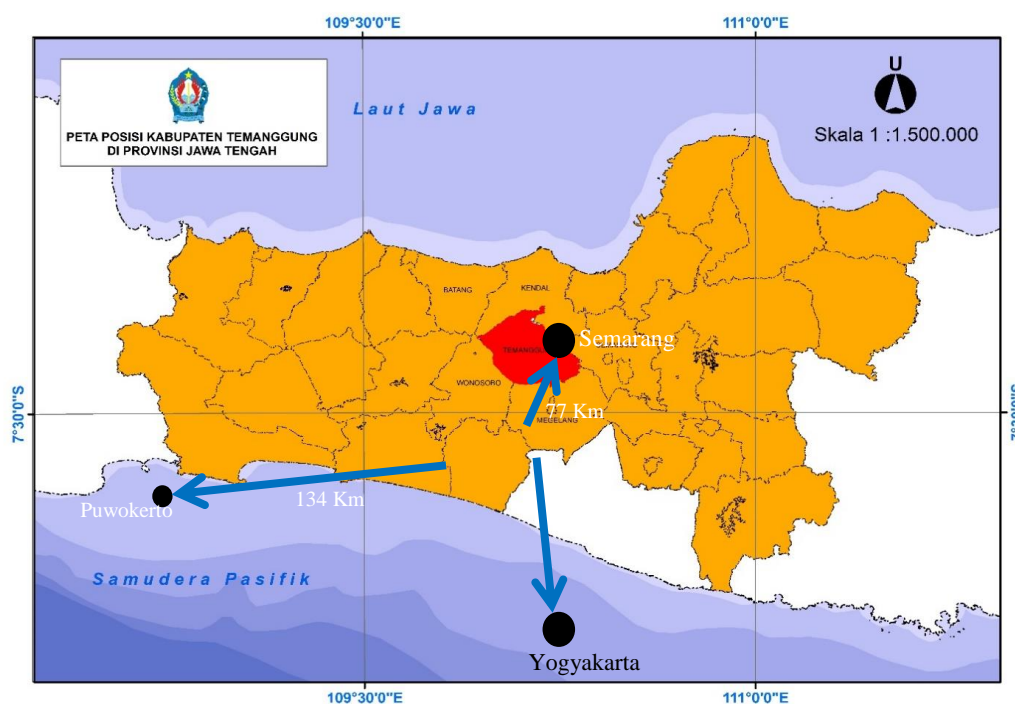 109°30'0"E
111°0'0"E
PETA POSISI KABUPATEN TEMANGGUNG
DI PROVINSI JAWA TENGAH
Laut Jawa
U
Skala 1 :1.500.000
BATANG
KENDAL
Semarang
TEMANGGU
WONOSORO
7°30'0"S
77 Km
MEGELANG
134 Km
Puwokerto
Samudera Pasifik
Yogyakarta
109°30'0"E
111°0'0"E